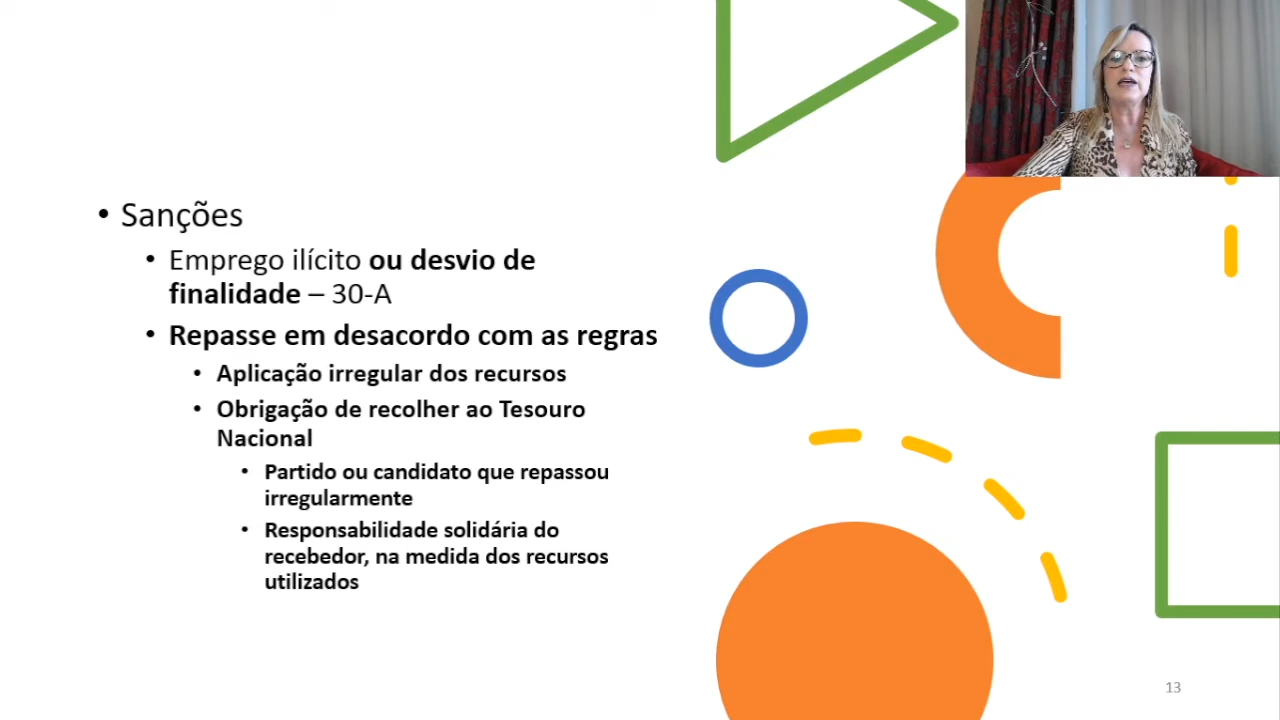 • Sanções
• Emprego ilícito ou desvio de
finalidade – 30-A
• Repasse em desacordo com as regras
• Aplicação irregular dos recursos
• Obrigação de recolher ao Tesouro
Nacional
• Partido ou candidato que repassou
irregularmente
• Responsabilidade solidária do
recebedor, na medida dos recursos
utilizados
13